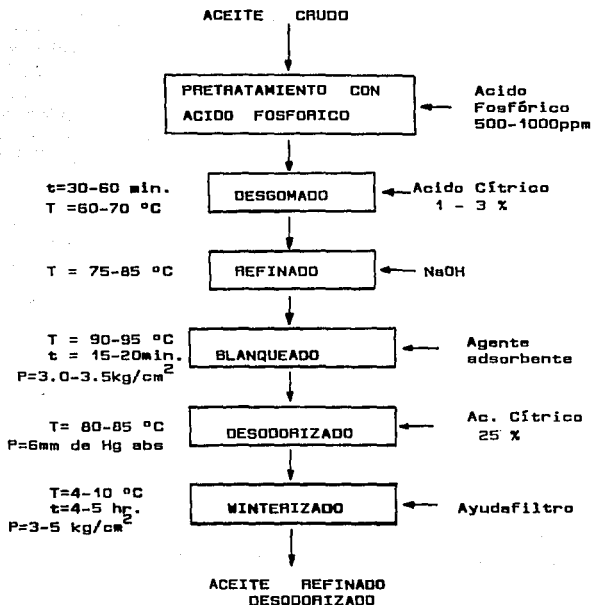 ACEITE CRUDO
PRETRATAMIENTO CON
ACIDO FOSFORICO
Acido
Fosfórico
500-1000ppm
t=30-60 min.
T =60-70 °C
DESGOMADO
Acido Cítrico
1 - 3 %
T = 75-85 °C
REFINADO
NaOH
T = 90-95 °C
t = 15-20min.
P=3.0-3.5kg/cm²
BLANQUEADO
Agente
adsorbente
T= 80-85 °C
P=6mm de Hg abs
DESODORIZADO
Ac. Cítrico
25 %
T=4-10 °C
t=4-5 hr.
P=3-5 kg/cm²
WINTERIZADO
Ayudafiltro
ACEITE REFINADO
DESODORIZADO